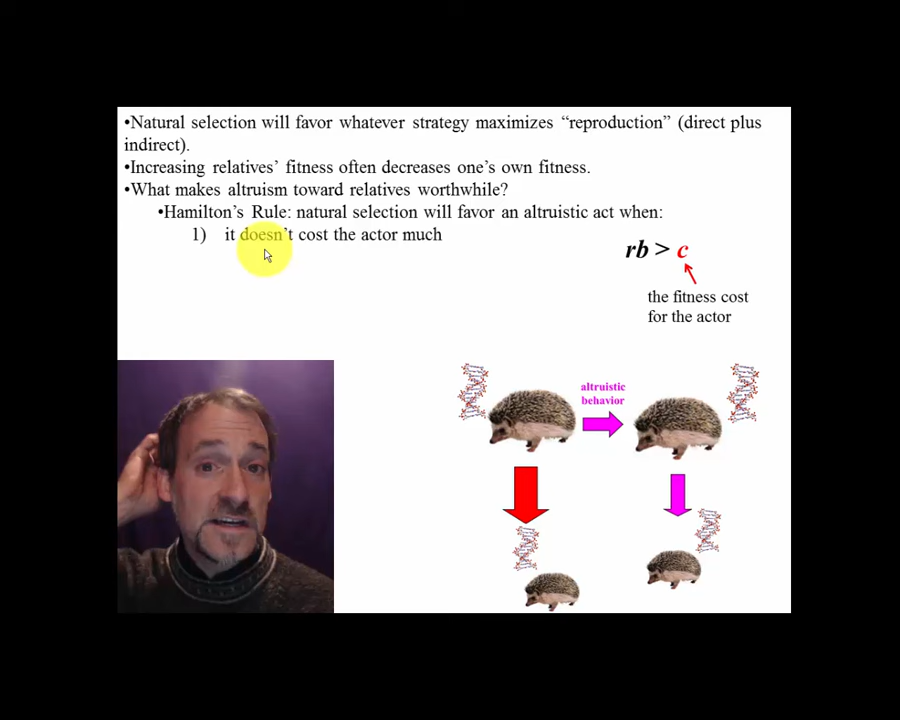 •Natural selection will favor whatever strategy maximizes “reproduction” (direct plus
indirect).
•Increasing relatives’ fitness often decreases one’s own fitness.
•What makes altruism toward relatives worthwhile?
•Hamilton’s Rule: natural selection will favor an altruistic act when:
1) it doesn’t cost the actor much
rb > c
the fitness cost
for the actor
altruistic
behavior